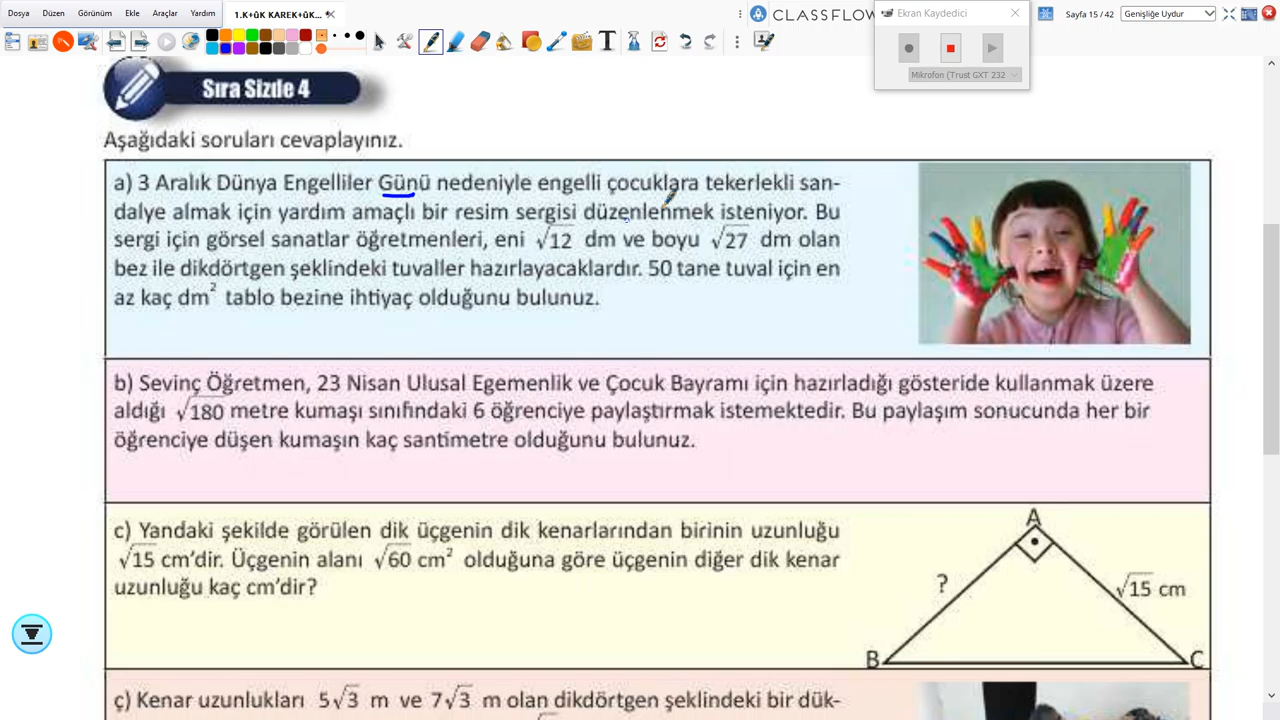 Dosya Düzen Görünüm Ekle Araçlar Yardım
1.K+ûK KAREK+ûK...
CLASSFLOW
Ekran Kaydedici
Sayfa 15 / 42
Genişliğe Uydur
Mikrofon (Trust GXT 232
Sıra Sizde 4
Aşağıdaki soruları cevaplayınız.
a) 3 Aralık Dünya Engelliler Günü nedeniyle engelli çocuklara tekerlekli san-
dalye almak için yardım amaçlı bir resim sergisi düzenlenmek isteniyor. Bu
sergi için görsel sanatlar öğretmenleri, eni √12 dm ve boyu √27 dm olan
bez ile dikdörtgen şeklindeki tuvaller hazırlayacaklardır. 50 tane tuval için en
az kaç dm² tablo bezine ihtiyaç olduğunu bulunuz.
b) Sevinç Öğretmen, 23 Nisan Ulusal Egemenlik ve Çocuk Bayramı için hazırladığı gösteride kullanmak üzere
aldığı √180 metre kumaşı sınıfındaki 6 öğrenciye paylaştırmak istemektedir. Bu paylaşım sonucunda her bir
öğrenciye düşen kumaşın kaç santimetre olduğunu bulunuz.
c) Yandaki şekilde görülen dik üçgenin dik kenarlarından birinin uzunluğu
√15 cm'dir. Üçgenin alanı √60 cm² olduğuna göre üçgenin diğer dik kenar
uzunluğu kaç cm'dir?
A
?
√15 cm
B
C
ç) Kenar uzunlukları 5√3 m ve 7√3 m olan dikdörtgen şeklindeki bir dük-